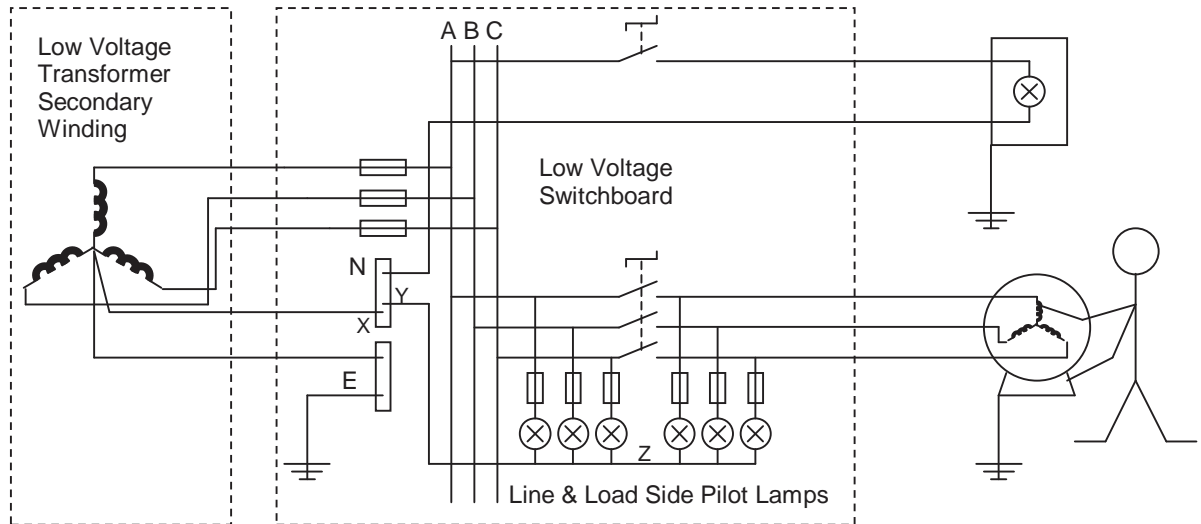 Low Voltage
Transformer
Secondary
Winding
A B C
Low Voltage
Switchboard
N
Y
X
E
Z
Line & Load Side Pilot Lamps